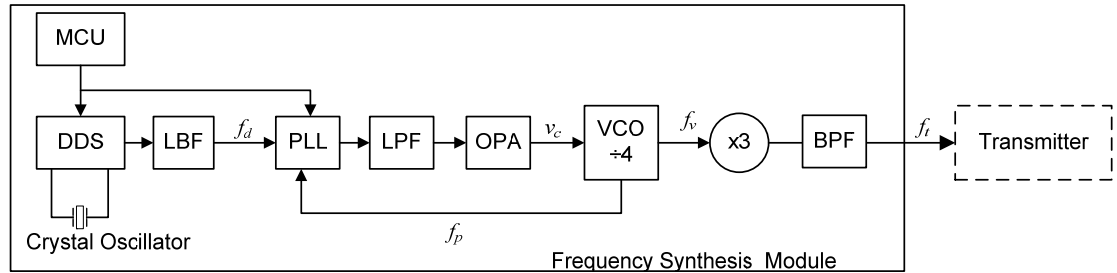 MCU
DDS
LBF
f_d
PLL
LPF
OPA
v_c
VCO
÷4
f_v
x3
BPF
f_t
Transmitter
Crystal Oscillator
f_p
Frequency Synthesis Module